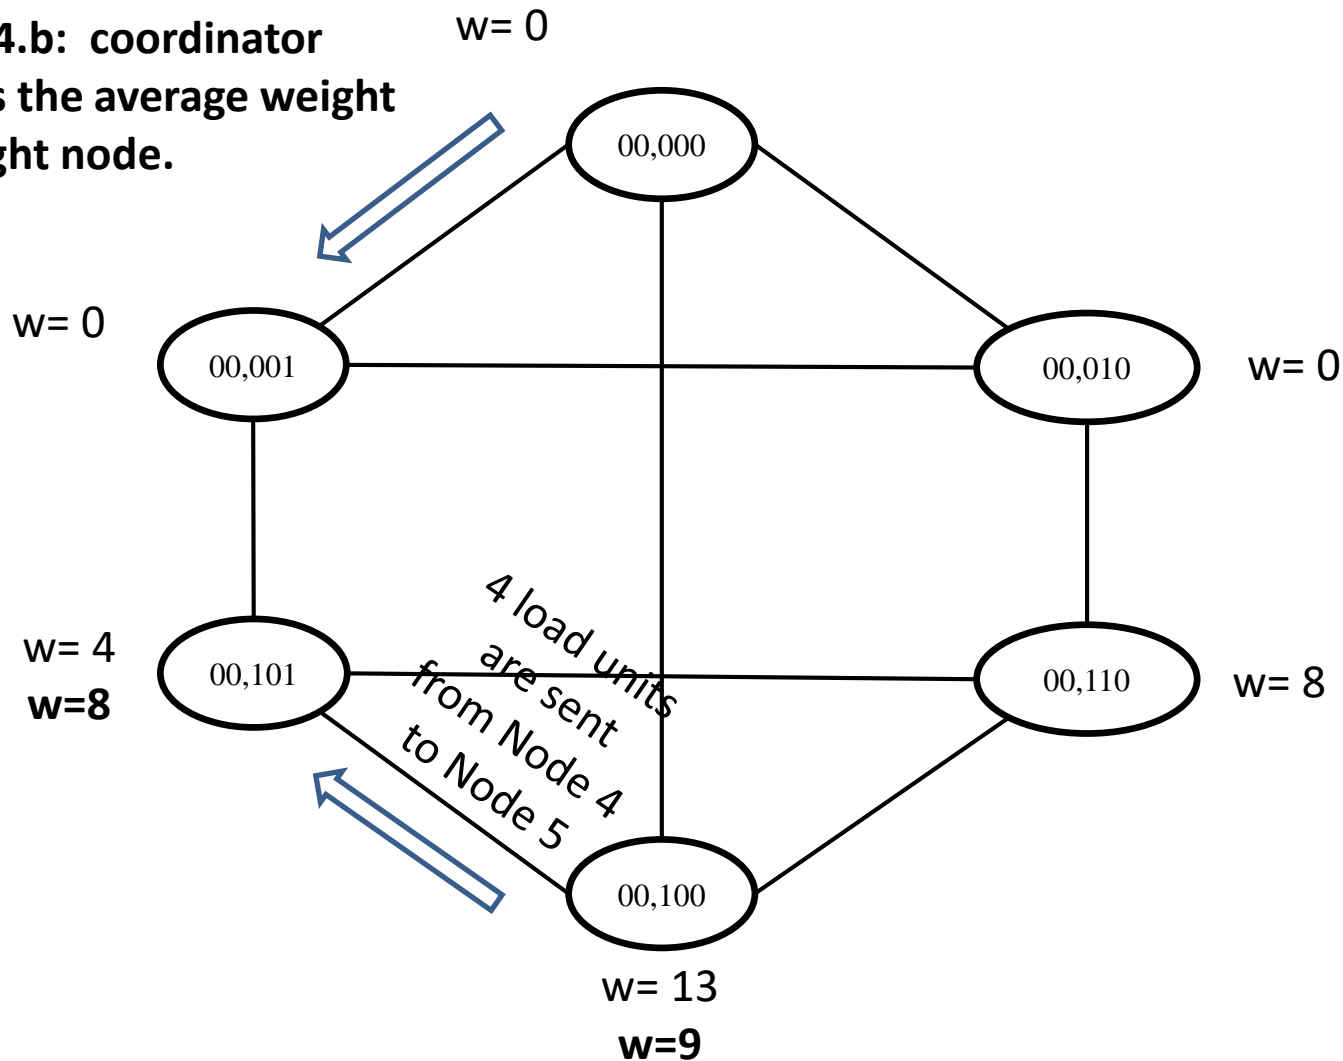 4.b: coordinator
s the average weight
ght node.
w= 0
00,000
w= 0
00,001
00,010
w= 0
4 load units
are sent
from Node 4
to Node 5
w= 4
w=8
00,101
00,110
w= 8
00,100
w= 13
w=9